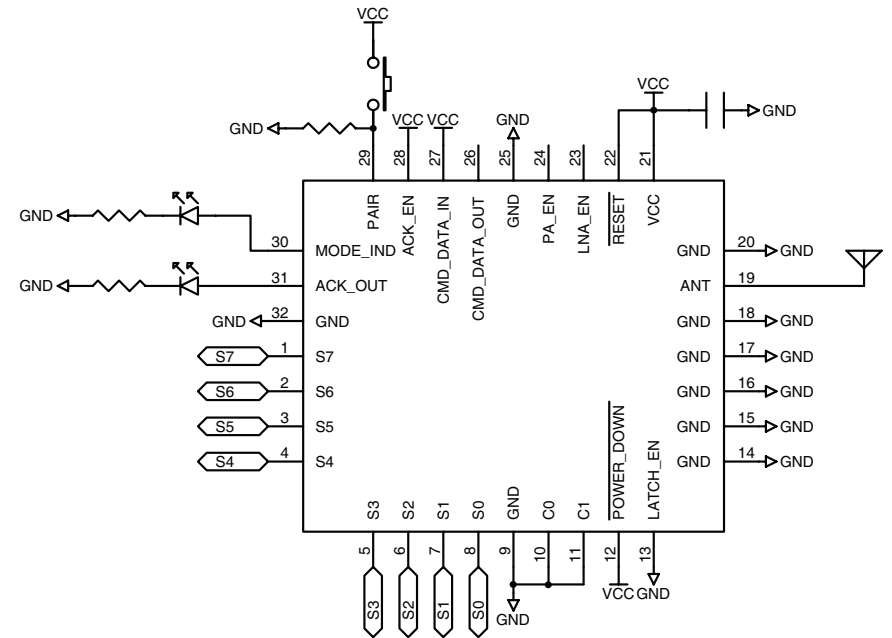 VCC
GND
VCC VCC
GND
VCC
GND
29
28
27
26
25
24
23
22
21
PAIR
ACK_EN
CMD_DATA_IN
CMD_DATA_OUT
GND
PA_EN
LNA_EN
RESET
VCC
GND
30
MODE_IND
GND
31
ACK_OUT
GND
32
GND
S7
1
S7
S6
2
S6
S5
3
S5
S4
4
S4
GND
20
GND
ANT
19
GND
18
GND
GND
17
GND
GND
16
GND
GND
15
GND
GND
14
GND
S3
S2
S1
S0
GND
C0
C1
POWER_DOWN
LATCH_EN
5
6
7
8
9
10
11
12
13
S3
S2
S1
S0
GND
VCC
GND